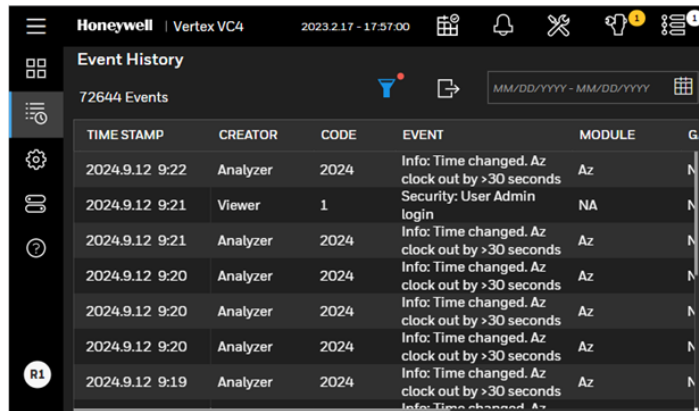 Honeywell | Vertex VC4 2023.2.17 - 17:57:00 1 1
Event History
72644 Events
MM/DD/YYYY - MM/DD/YYYY
TIME STAMP CREATOR CODE EVENT MODULE G
2024.9.12 9:22 Analyzer 2024 Info: Time changed. Az clock out by >30 seconds Az N
2024.9.12 9:21 Viewer 1 Security: User Admin login NA N
2024.9.12 9:21 Analyzer 2024 Info: Time changed. Az clock out by >30 seconds Az N
2024.9.12 9:20 Analyzer 2024 Info: Time changed. Az clock out by >30 seconds Az N
2024.9.12 9:20 Analyzer 2024 Info: Time changed. Az clock out by >30 seconds Az N
2024.9.12 9:20 Analyzer 2024 Info: Time changed. Az clock out by >30 seconds Az N
2024.9.12 9:19 Analyzer 2024 Info: Time changed. Az clock out by >30 seconds Az N
Info: Time changed. Az
R1